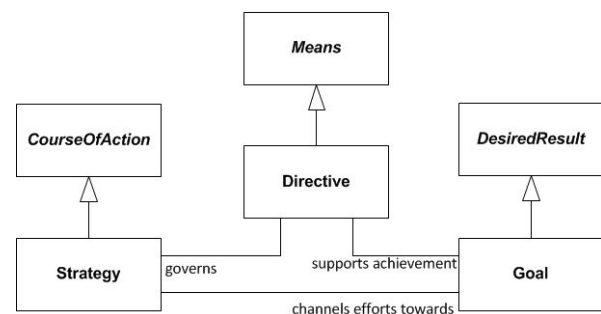 Means
CourseOfAction
DesiredResult
Directive
Strategy
governs
supports achievement
Goal
channels efforts towards